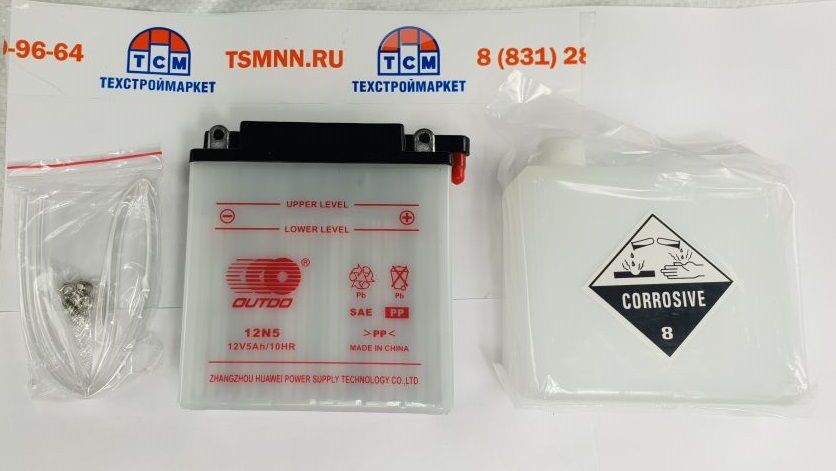 0-96-64
ТСМ
ТЕХСТРОЙМАРКЕТ
TSMNN.RU
ТСМ
ТЕХСТРОЙМАРКЕТ
8 (831) 28
UPPER LEVEL
LOWER LEVEL
®
OUTDO
Pb
Pb
SAE PP
12N5
>PP<
12V5Ah/10HR
MADE IN CHINA
ZHANGZHOU HUAWEI POWER SUPPLY TECHNOLOGY CO.,LTD.
CORROSIVE
8